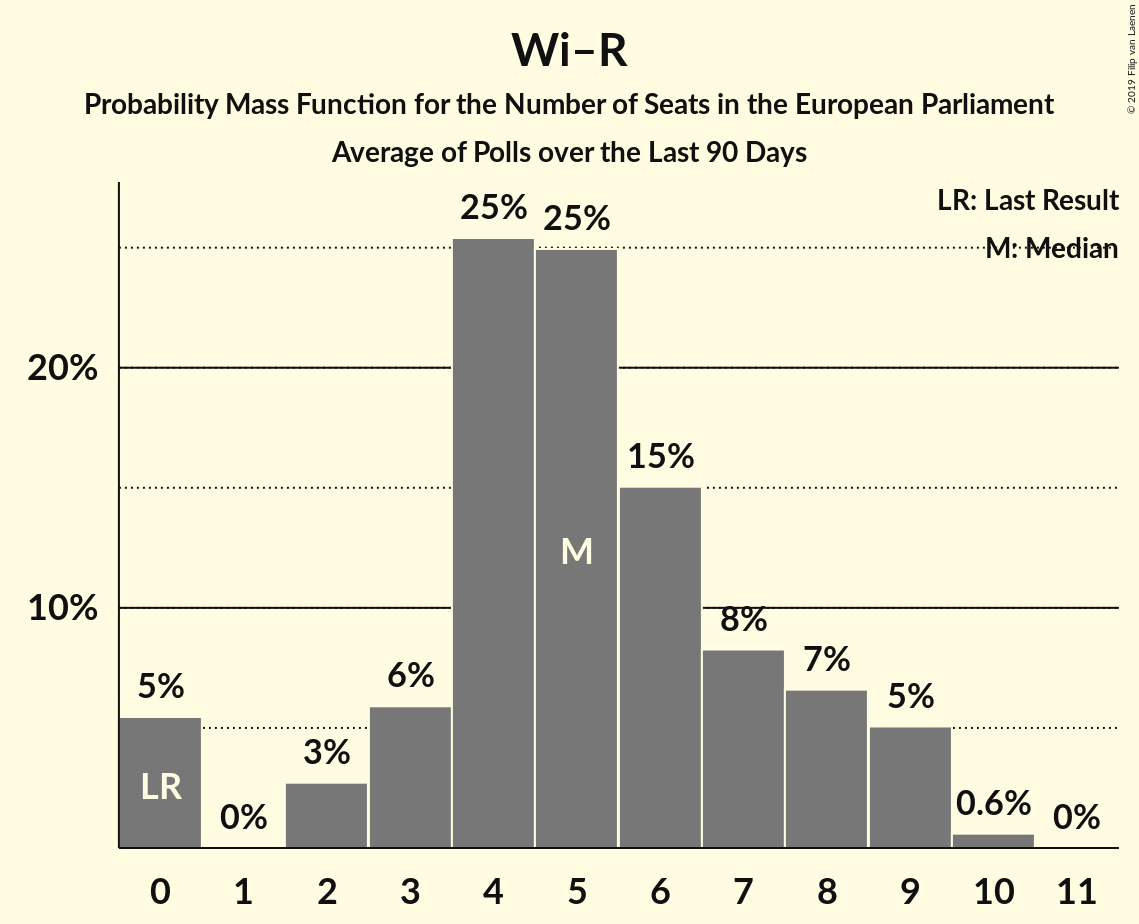 Wi–R
Probability Mass Function for the Number of Seats in the European Parliament
Average of Polls over the Last 90 Days
© 2019 Filip van Laenen
LR: Last Result
M: Median
25%
25%
20%
15%
M
10%
8%
7%
6%
5%
5%
3%
LR
0%
0.6%
0%
0 1 2 3 4 5 6 7 8 9 10 11